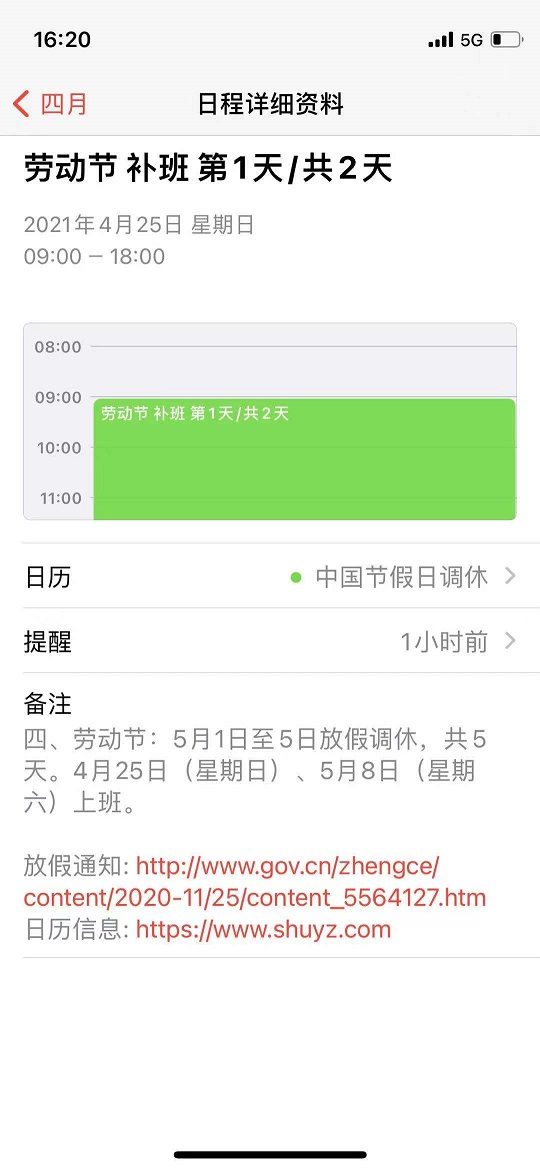 16:20
5G
四月
日程详细资料
劳动节 补班 第1天/共2天
2021年4月25日 星期日
09:00 – 18:00
08:00
09:00
劳动节 补班 第1天/共2天
10:00
11:00
日历 中国节假日调休
提醒 1小时前
备注
四、劳动节：5月1日至5日放假调休，共5
天。4月25日（星期日）、5月8日（星期
六）上班。
放假通知: http://www.gov.cn/zhengce/
content/2020-11/25/content_5564127.htm
日历信息: https://www.shuyz.com